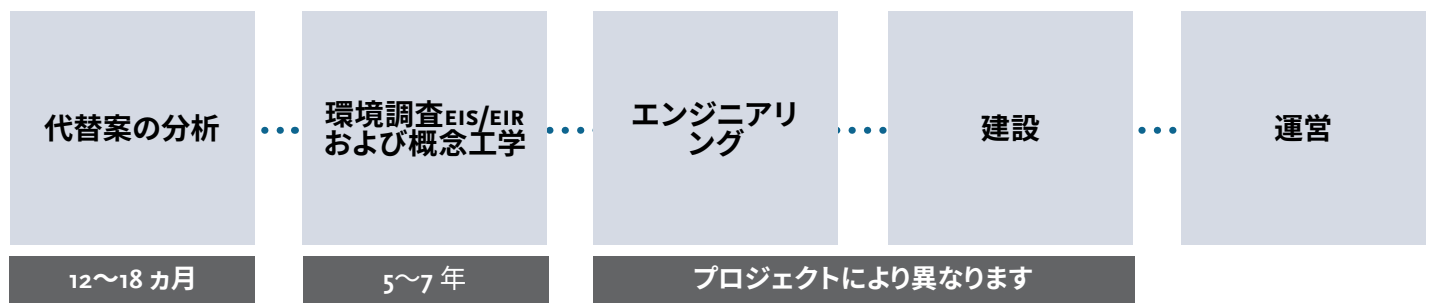 代替案の分析
環境調査EIS/EIR
および概念工学
エンジニアリ
ング
建設
運営
12〜18 ヵ月
5〜7 年
プロジェクトにより異なります